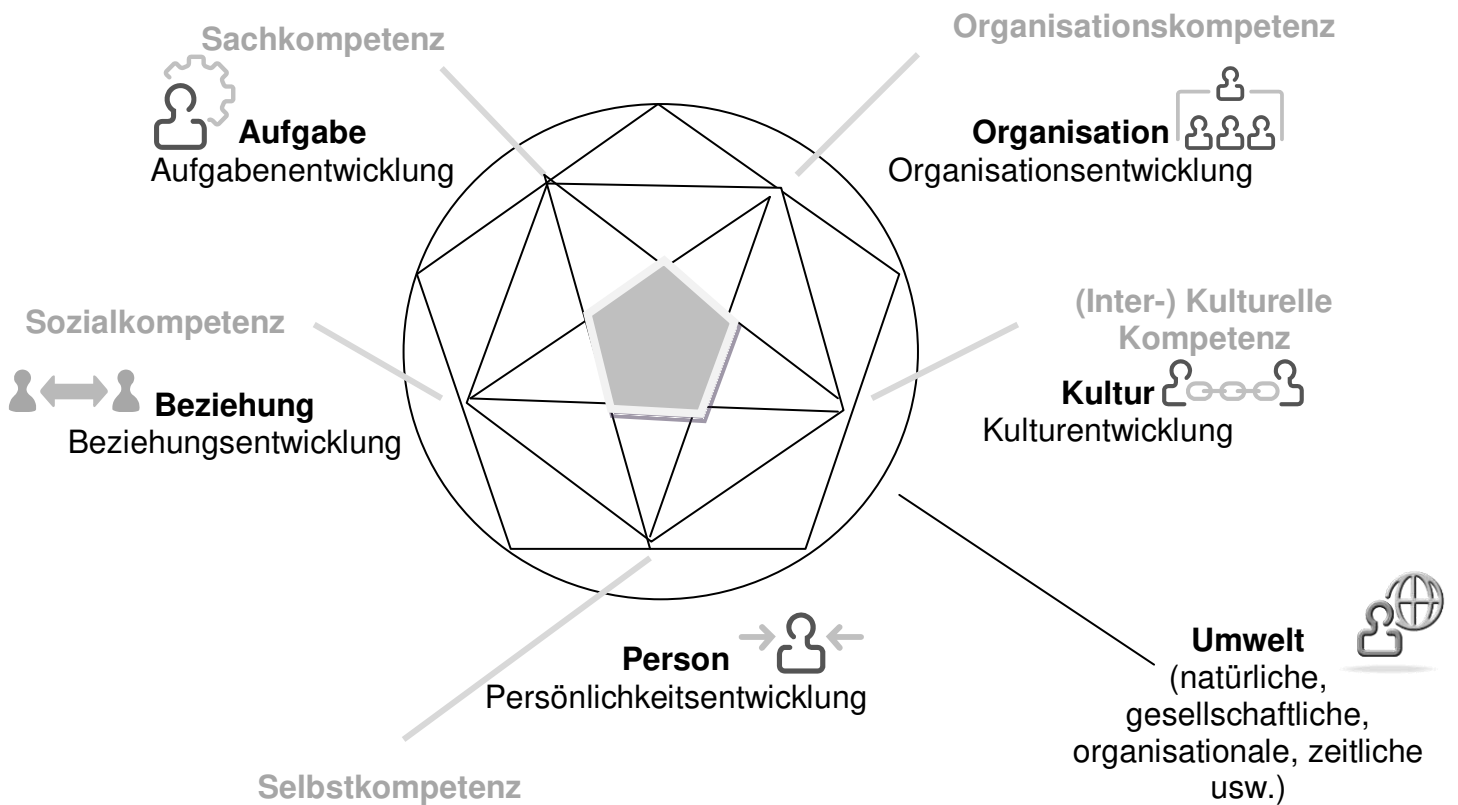 Sachkompetenz
Aufgabe
Aufgabenentwicklung
Organisationskompetenz
Organisation
Organisationsentwicklung
Sozialkompetenz
Beziehung
Beziehungsentwicklung
(Inter-) Kulturelle
Kompetenz
Kultur
Kulturentwicklung
Person
Persönlichkeitsentwicklung
Selbstkompetenz
Umwelt
(natürliche,
gesellschaftliche,
organisationale, zeitliche
usw.)